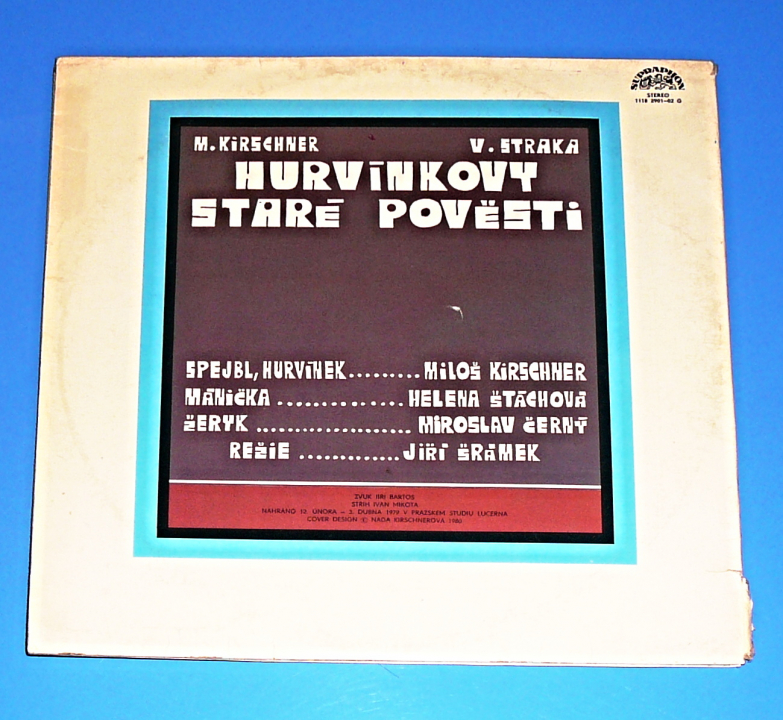 SUPRAPHON
STEREO
1118 2901-02 G
M. KIRSCHNER V. STRAKA
HURVÍNKOVY
STARÉ POVĚSTI
SPEJBL, HURVÍNEK.........MILOŠ KIRSCHNER
MÁNIČKA ..............HELENA ŠTÁCHOVÁ
ŽERYK ....................MIROSLAV ČERNÝ
REŽIE .............JIŘÍ ŠRÁMEK
ZVUK JIŘÍ BARTOŠ
STŘIH IVAN MIKOTA
NAHRÁNO 12. ÚNORA – 3. DUBNA 1979 V PRAŽSKÉM STUDIU LUCERNA
COVER DESIGN © NAĎA KIRSCHNEROVÁ 1980